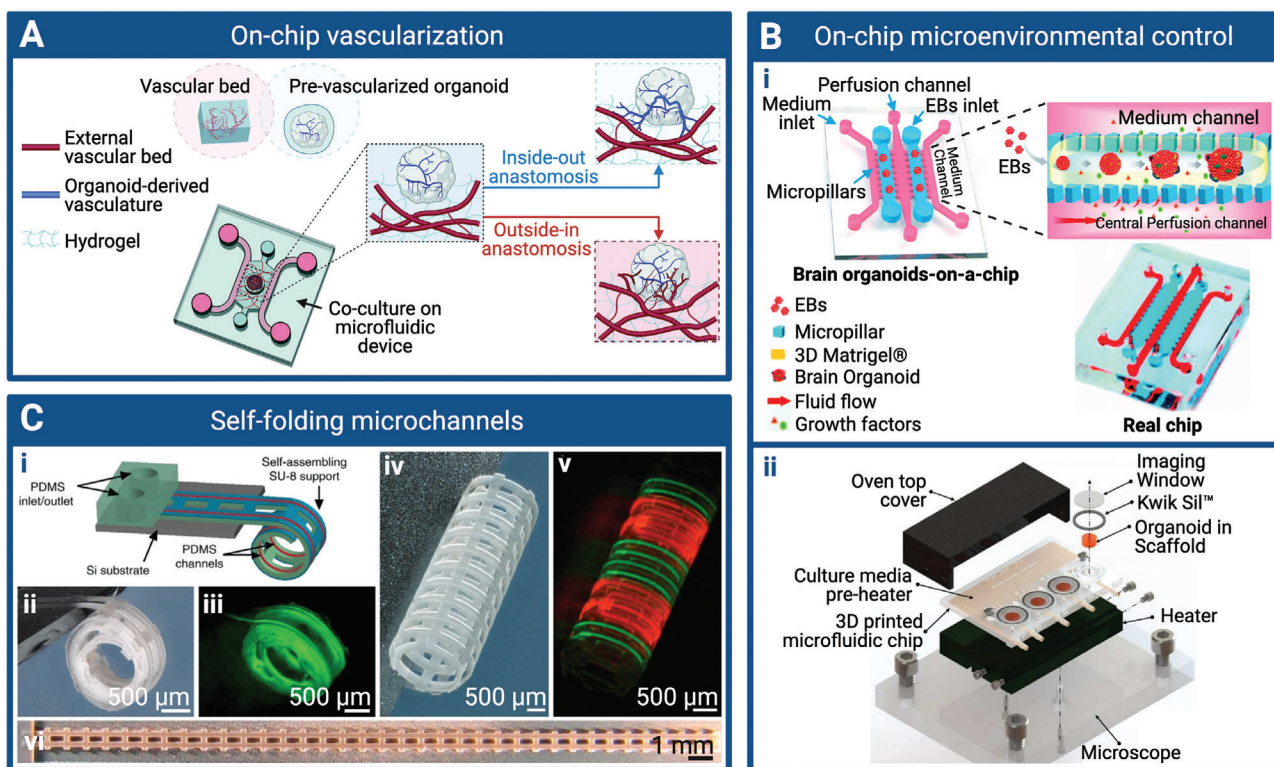 A
On-chip vascularization
Vascular bed
Pre-vascularized organoid
External
vascular bed
Organoid-derived
vasculature
Hydrogel
Inside-out
anastomosis
Outside-in
anastomosis
Co-culture on
microfluidic
device
B
On-chip microenvironmental control
i
Perfusion channel
Medium
inlet
EBs inlet
Micropillars
Medium
Channel
Brain organoids-on-a-chip
EBs
Medium channel
Central Perfusion channel
EBs
Micropillar
3D Matrigel®
Brain Organoid
Fluid flow
Growth factors
Real chip
ii
Oven top
cover
Imaging
Window
Kwik Sil™
Organoid in
Scaffold
Culture media
pre-heater
3D printed
microfluidic chip
Heater
Microscope
C
Self-folding microchannels
i
PDMS
inlet/outlet
Self-assembling
SU-8 support
PDMS
channels
Si substrate
ii
500 µm
iii
500 µm
iv
500 µm
v
500 µm
vi
1 mm